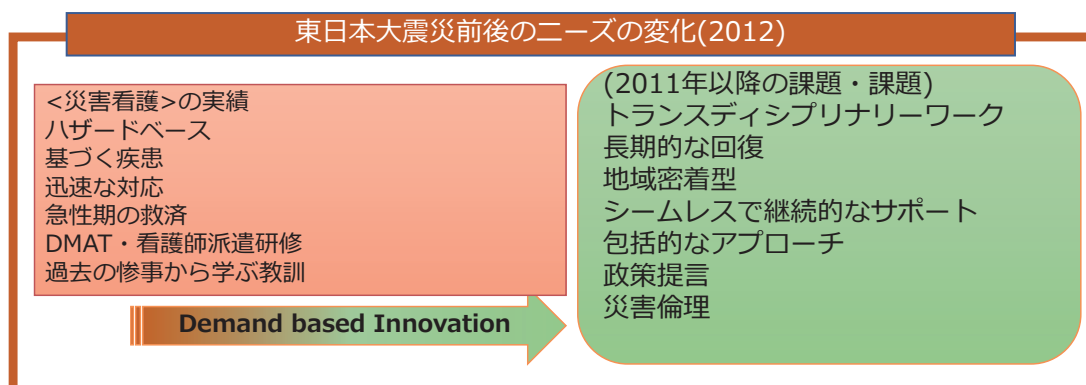 東日本大震災前後のニーズの変化(2012)
<災害看護>の実績
ハザードベース
基づく疾患
迅速な対応
急性期の救済
DMAT・看護師派遣研修
過去の惨事から学ぶ教訓
Demand based Innovation
(2011年以降の課題・課題)
トランスディシプリナリーワーク
長期的な回復
地域密着型
シームレスで継続的なサポート
包括的なアプローチ
政策提言
災害倫理